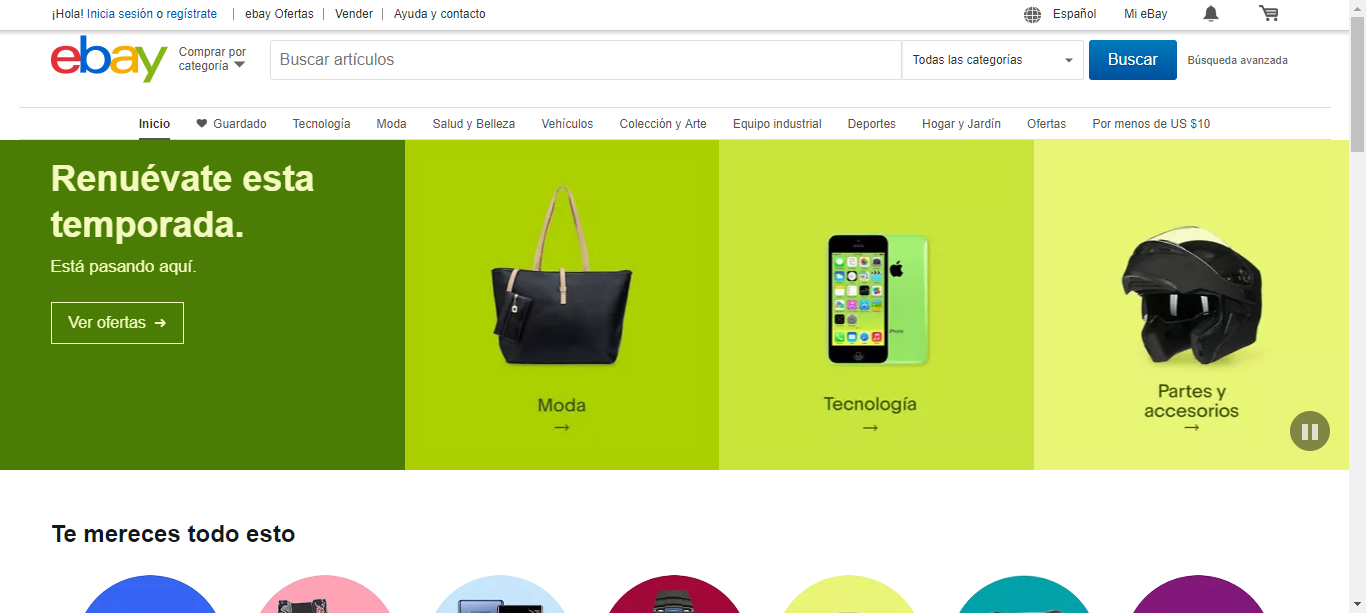 ¡Hola! Inicia sesión o regístrate | ebay Ofertas | Vender | Ayuda y contacto Español Mi eBay
ebay
Comprar por
categoría
Buscar artículos
Todas las categorías
Buscar
Búsqueda avanzada
Inicio Guardado Tecnología Moda Salud y Belleza Vehículos Colección y Arte Equipo industrial Deportes Hogar y Jardín Ofertas Por menos de US $10
Renuévate esta
temporada.
Está pasando aquí.
Ver ofertas →
Moda
→
Tecnología
→
Partes y
accesorios
→
Te mereces todo esto